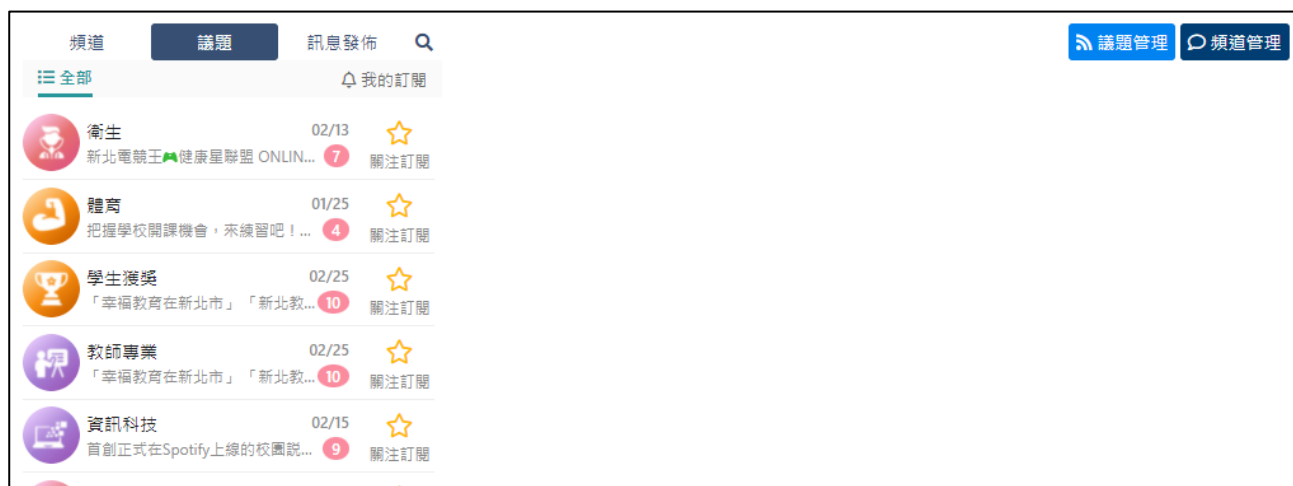 頻道 議題 訊息發佈 議題管理 頻道管理
全部 我的訂閱
衛生 02/13
新北電競王🎮健康星聯盟 ONLIN... 7 關注訂閱
體育 01/25
把握學校開課機會，來練習吧！... 4 關注訂閱
學生獲獎 02/25
「幸福教育在新北市」「新北教... 10 關注訂閱
教師專業 02/25
「幸福教育在新北市」「新北教... 10 關注訂閱
資訊科技 02/15
首創正式在Spotify上線的校園說... 9 關注訂閱